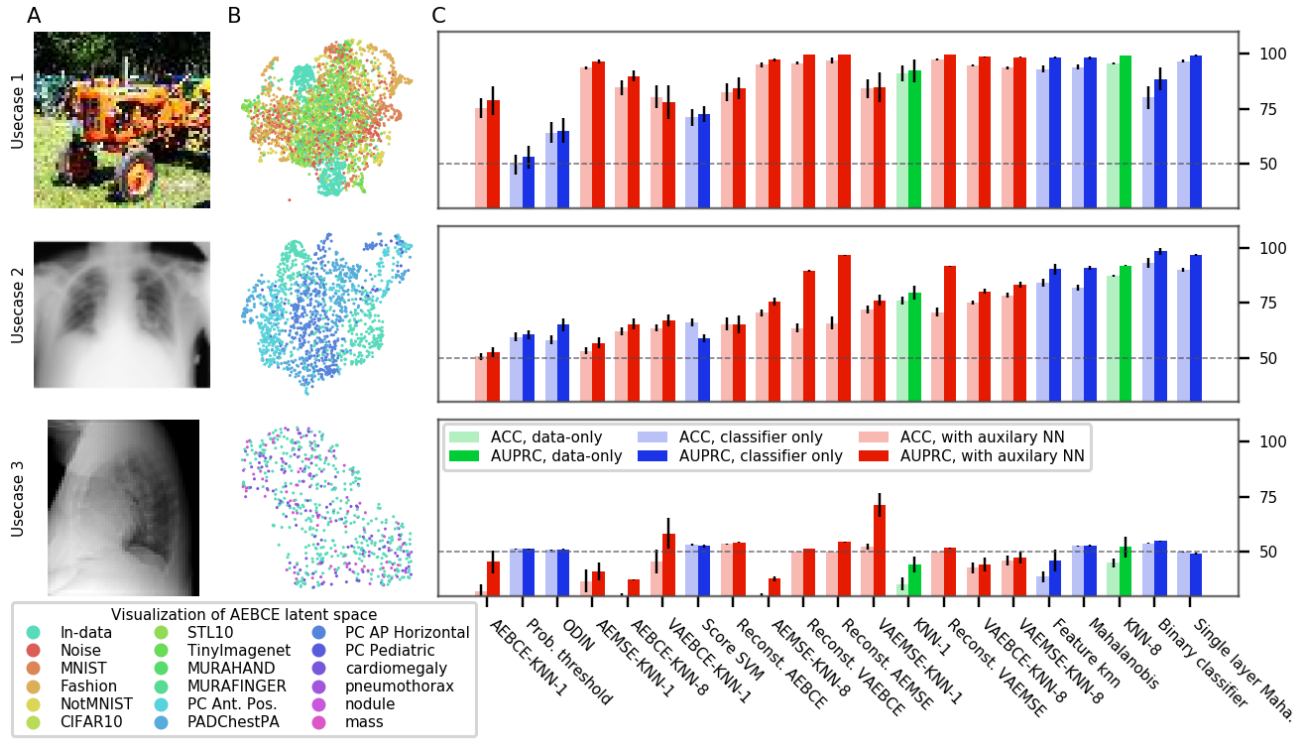 A
B
C
Usecase 1
100
75
50
Usecase 2
100
75
50
Usecase 3
ACC, data-only
ACC, classifier only
ACC, with auxilary NN
AUPRC, data-only
AUPRC, classifier only
AUPRC, with auxilary NN
100
75
50
AEBCE-KNN-1
Prob. threshold
ODIN
AEMSE-KNN-1
AEBCE-KNN-8
VAEBCE-KNN-1
Score SVM
Reconst. AEBCE
AEMSE-KNN-8
Reconst. VAEBCE
Reconst. AEMSE
VAEMSE-KNN-1
KNN-1
Reconst. VAEMSE
VAEBCE-KNN-8
VAEMSE-KNN-8
Feature knn
Mahalanobis
KNN-8
Binary classifier
Single layer Maha.
Visualization of AEBCE latent space
In-data
STL10
PC AP Horizontal
Noise
TinyImagenet
PC Pediatric
MNIST
MURAHAND
cardiomegaly
Fashion
MURAFINGER
pneumothorax
NotMNIST
PC Ant. Pos.
nodule
CIFAR10
PADChestPA
mass